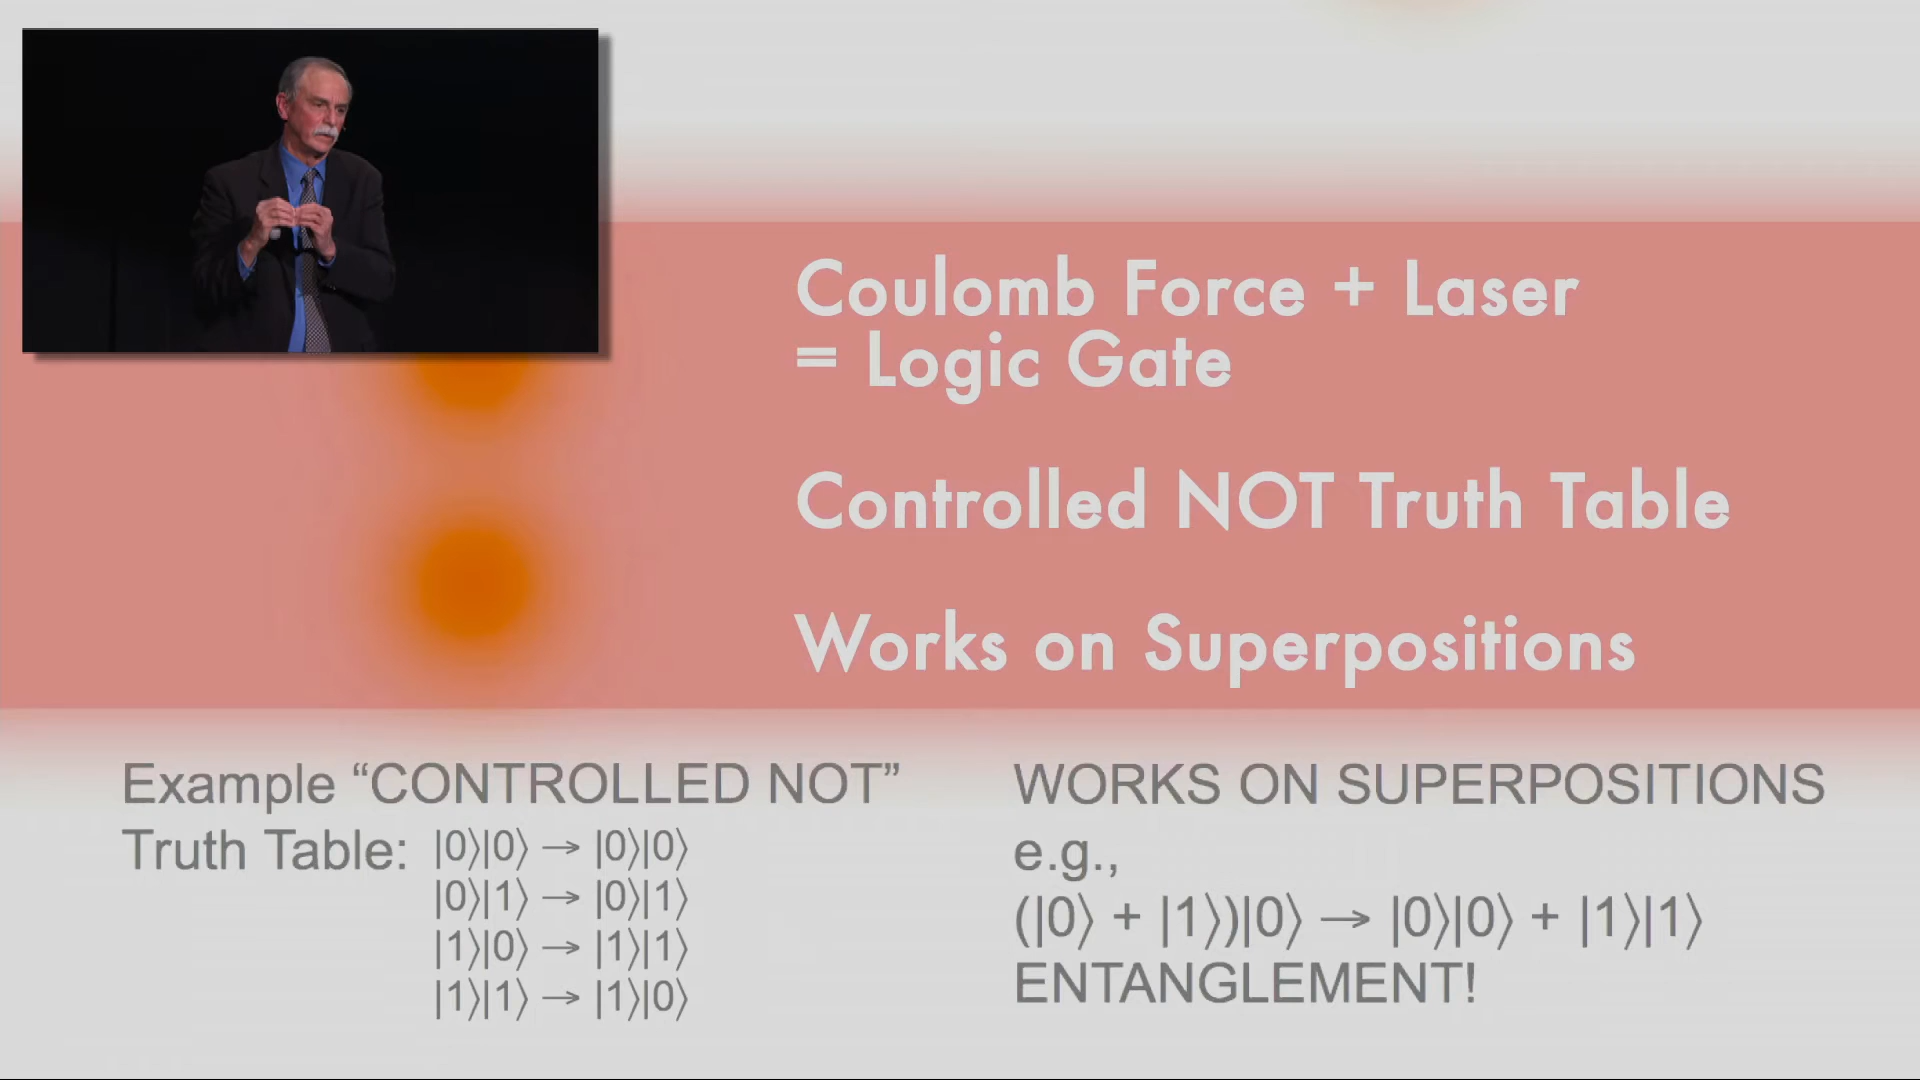 Coulomb Force + Laser
= Logic Gate
Controlled NOT Truth Table
Works on Superpositions
Example “CONTROLLED NOT”
Truth Table: |0⟩|0⟩ → |0⟩|0⟩
|0⟩|1⟩ → |0⟩|1⟩
|1⟩|0⟩ → |1⟩|1⟩
|1⟩|1⟩ → |1⟩|0⟩
WORKS ON SUPERPOSITIONS
e.g.,
(|0⟩ + |1⟩)|0⟩ → |0⟩|0⟩ + |1⟩|1⟩
ENTANGLEMENT!